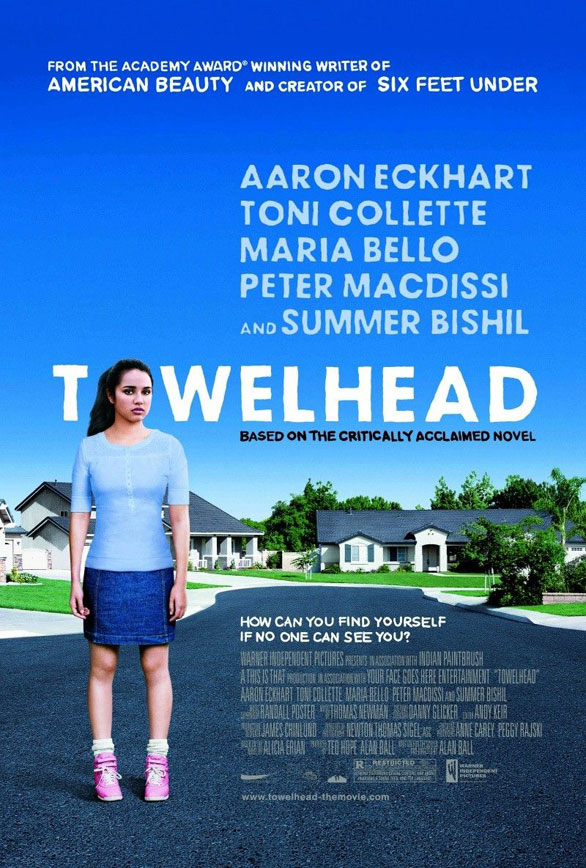 FROM THE ACADEMY AWARD® WINNING WRITER OF
AMERICAN BEAUTY AND CREATOR OF SIX FEET UNDER
AARON ECKHART
TONI COLLETTE
MARIA BELLO
PETER MACDISSI
AND SUMMER BISHIL
TOWELHEAD
BASED ON THE CRITICALLY ACCLAIMED NOVEL
HOW CAN YOU FIND YOURSELF
IF NO ONE CAN SEE YOU?
WARNER INDEPENDENT PICTURES PRESENTS IN ASSOCIATION WITH INDIAN PAINTBRUSH
A THIS IS THAT PRODUCTION IN ASSOCIATION WITH YOUR FACE GOES HERE ENTERTAINMENT "TOWELHEAD"
AARON ECKHART TONI COLLETTE MARIA BELLO PETER MACDISSI AND SUMMER BISHIL
RANDALL POSTER THOMAS NEWMAN DANNY GLICKER ANDY KEIR
JAMES CHINLUND NEWTON THOMAS SIGEL, ASC ANNE CAREY PEGGY RAJSKI
ALICIA ERIAN TED HOPE ALAN BALL ALAN BALL
R RESTRICTED
WARNER INDEPENDENT PICTURES
www.towelhead-themovie.com